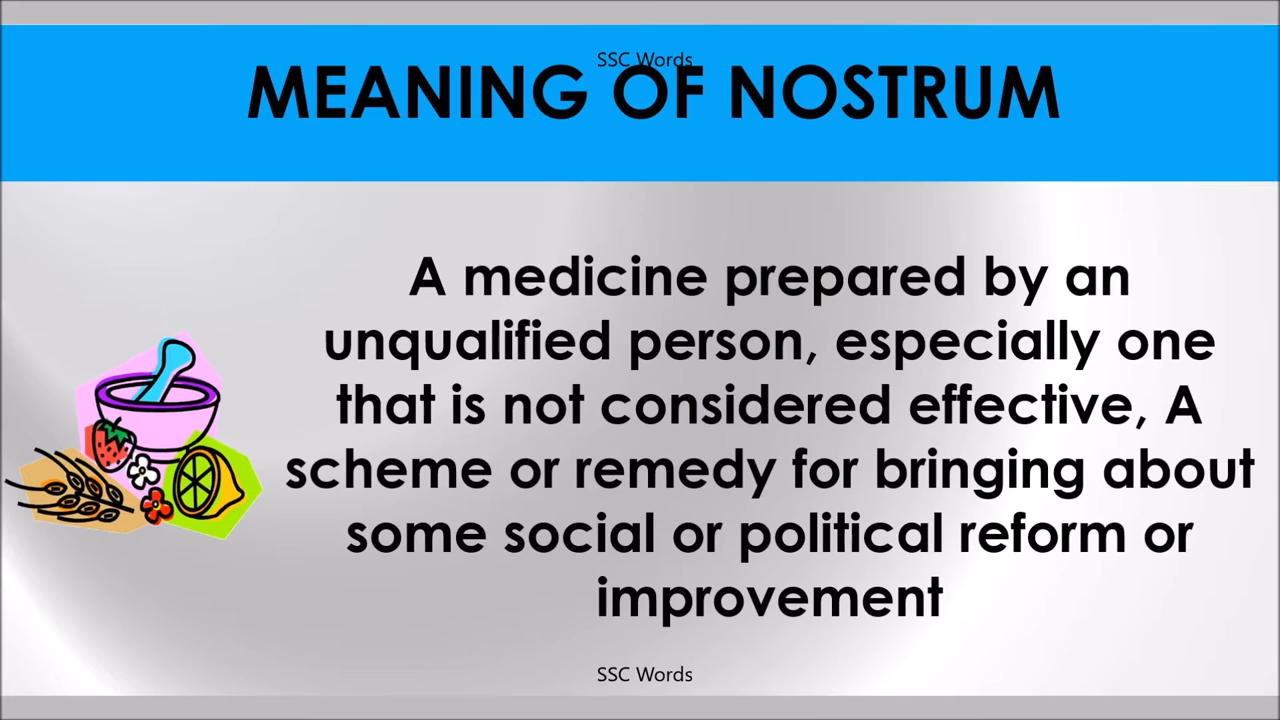 SSC Words
MEANING OF NOSTRUM
A medicine prepared by an
unqualified person, especially one
that is not considered effective, A
scheme or remedy for bringing about
some social or political reform or
improvement
SSC Words